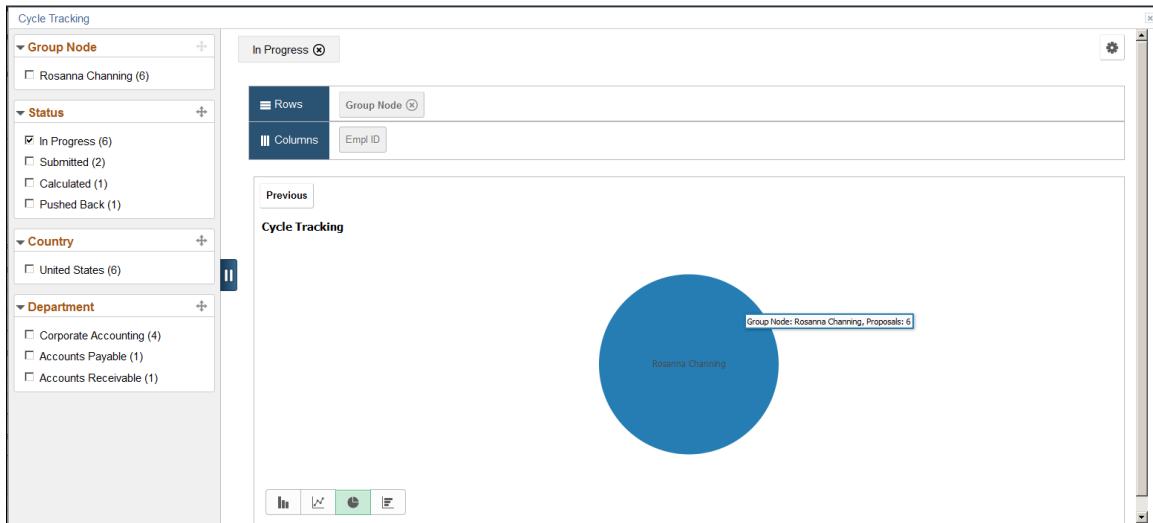 Cycle Tracking
Group Node
Rosanna Channing (6)
Status
In Progress (6)
Submitted (2)
Calculated (1)
Pushed Back (1)
Country
United States (6)
Department
Corporate Accounting (4)
Accounts Payable (1)
Accounts Receivable (1)
In Progress
Rows
Group Node
Columns
Empl ID
Previous
Cycle Tracking
Group Node: Rosanna Channing, Proposals: 6
Rosanna Channing